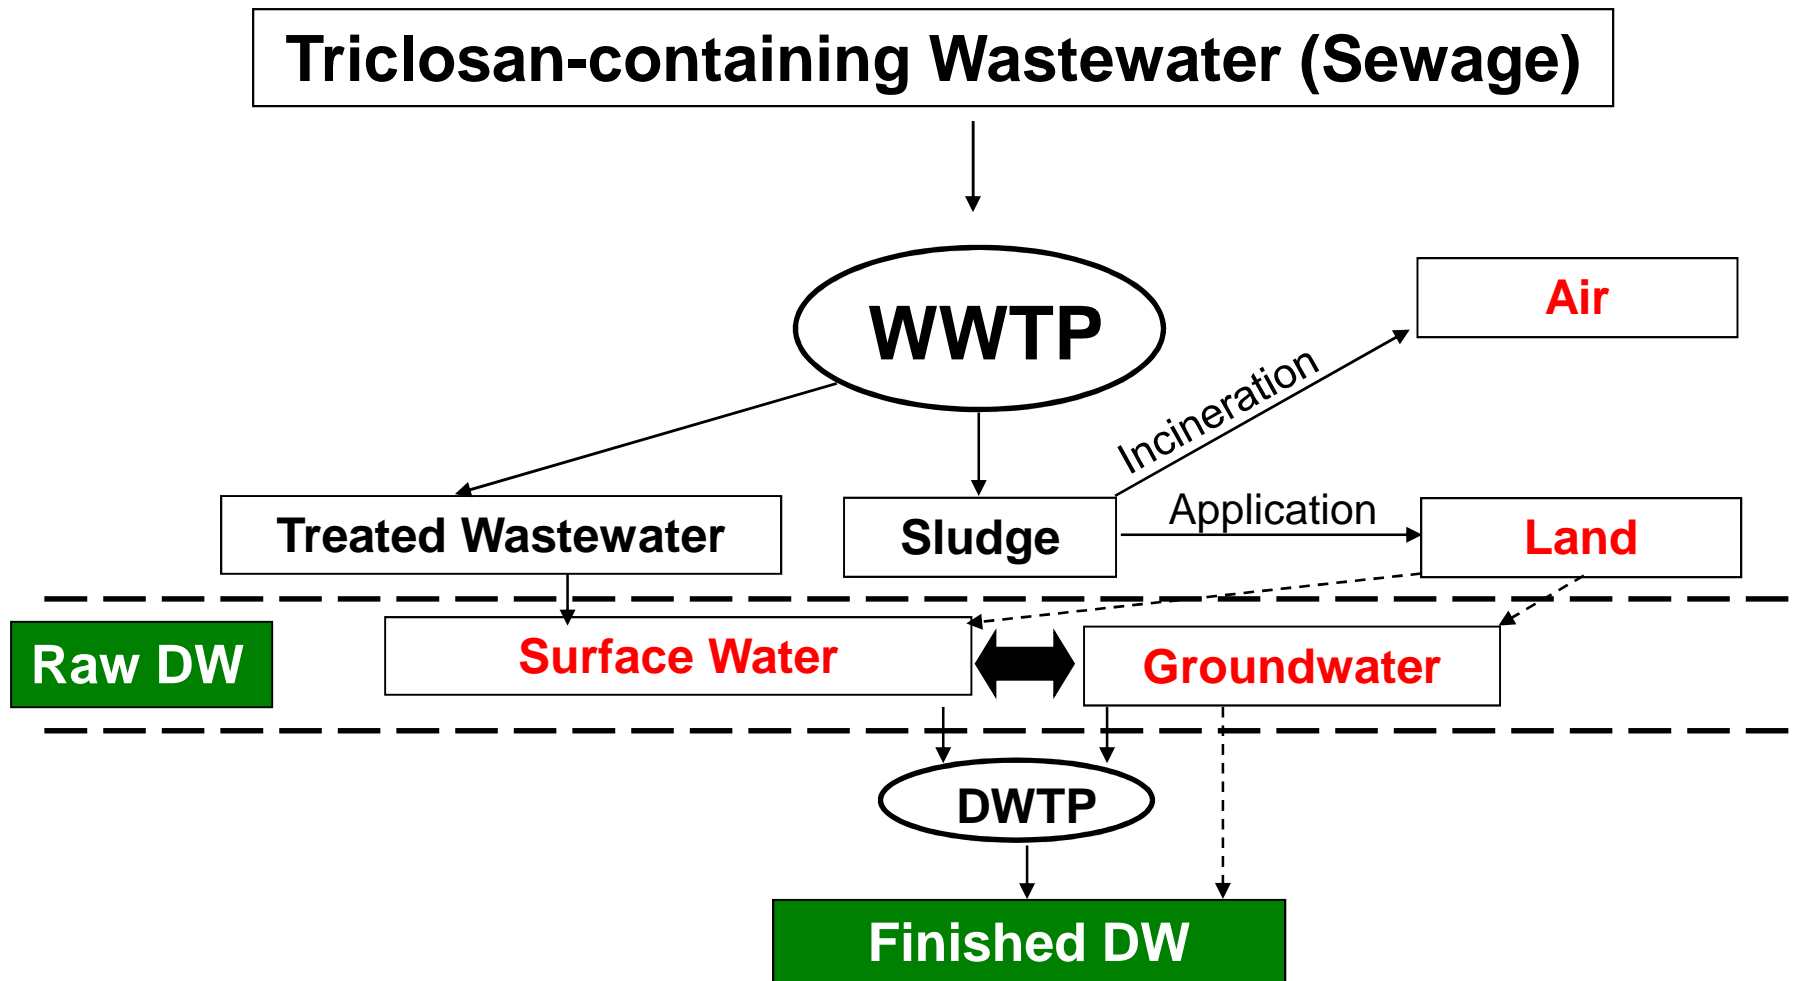 Triclosan-containing Wastewater (Sewage)
WWTP
Air
Incineration
Treated Wastewater
Sludge
Application
Land
Raw DW
Surface Water
Groundwater
DWTP
Finished DW